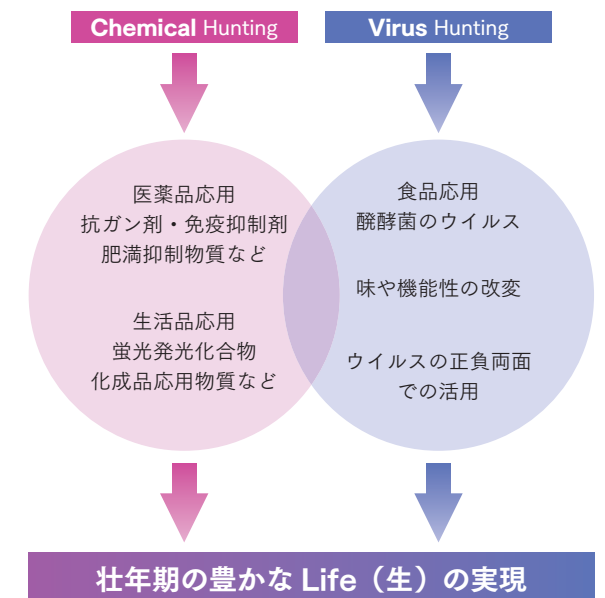 Chemical Hunting
Virus Hunting
医薬品応用
抗ガン剤・免疫抑制剤
肥満抑制物質など
生活品応用
蛍光発光化合物
化成品応用物質など
食品応用
醗酵菌のウイルス
味や機能性の改変
ウイルスの正負両面
での活用
壮年期の豊かな Life（生）の実現